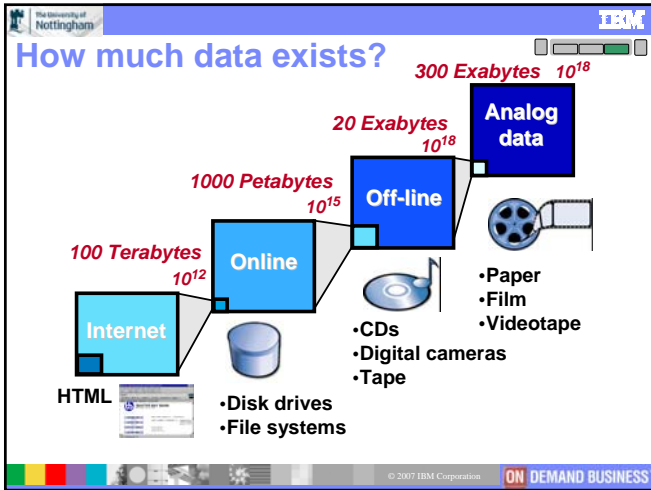 The University of
Nottingham
IBM
How much data exists?
300 Exabytes 10¹⁸
Analog
data
20 Exabytes
10¹⁸
Off-line
1000 Petabytes
10¹⁵
Online
100 Terabytes
10¹²
Internet
•Paper
•Film
•Videotape
•CDs
•Digital cameras
•Tape
HTML
•Disk drives
•File systems
© 2007 IBM Corporation
ON DEMAND BUSINESS